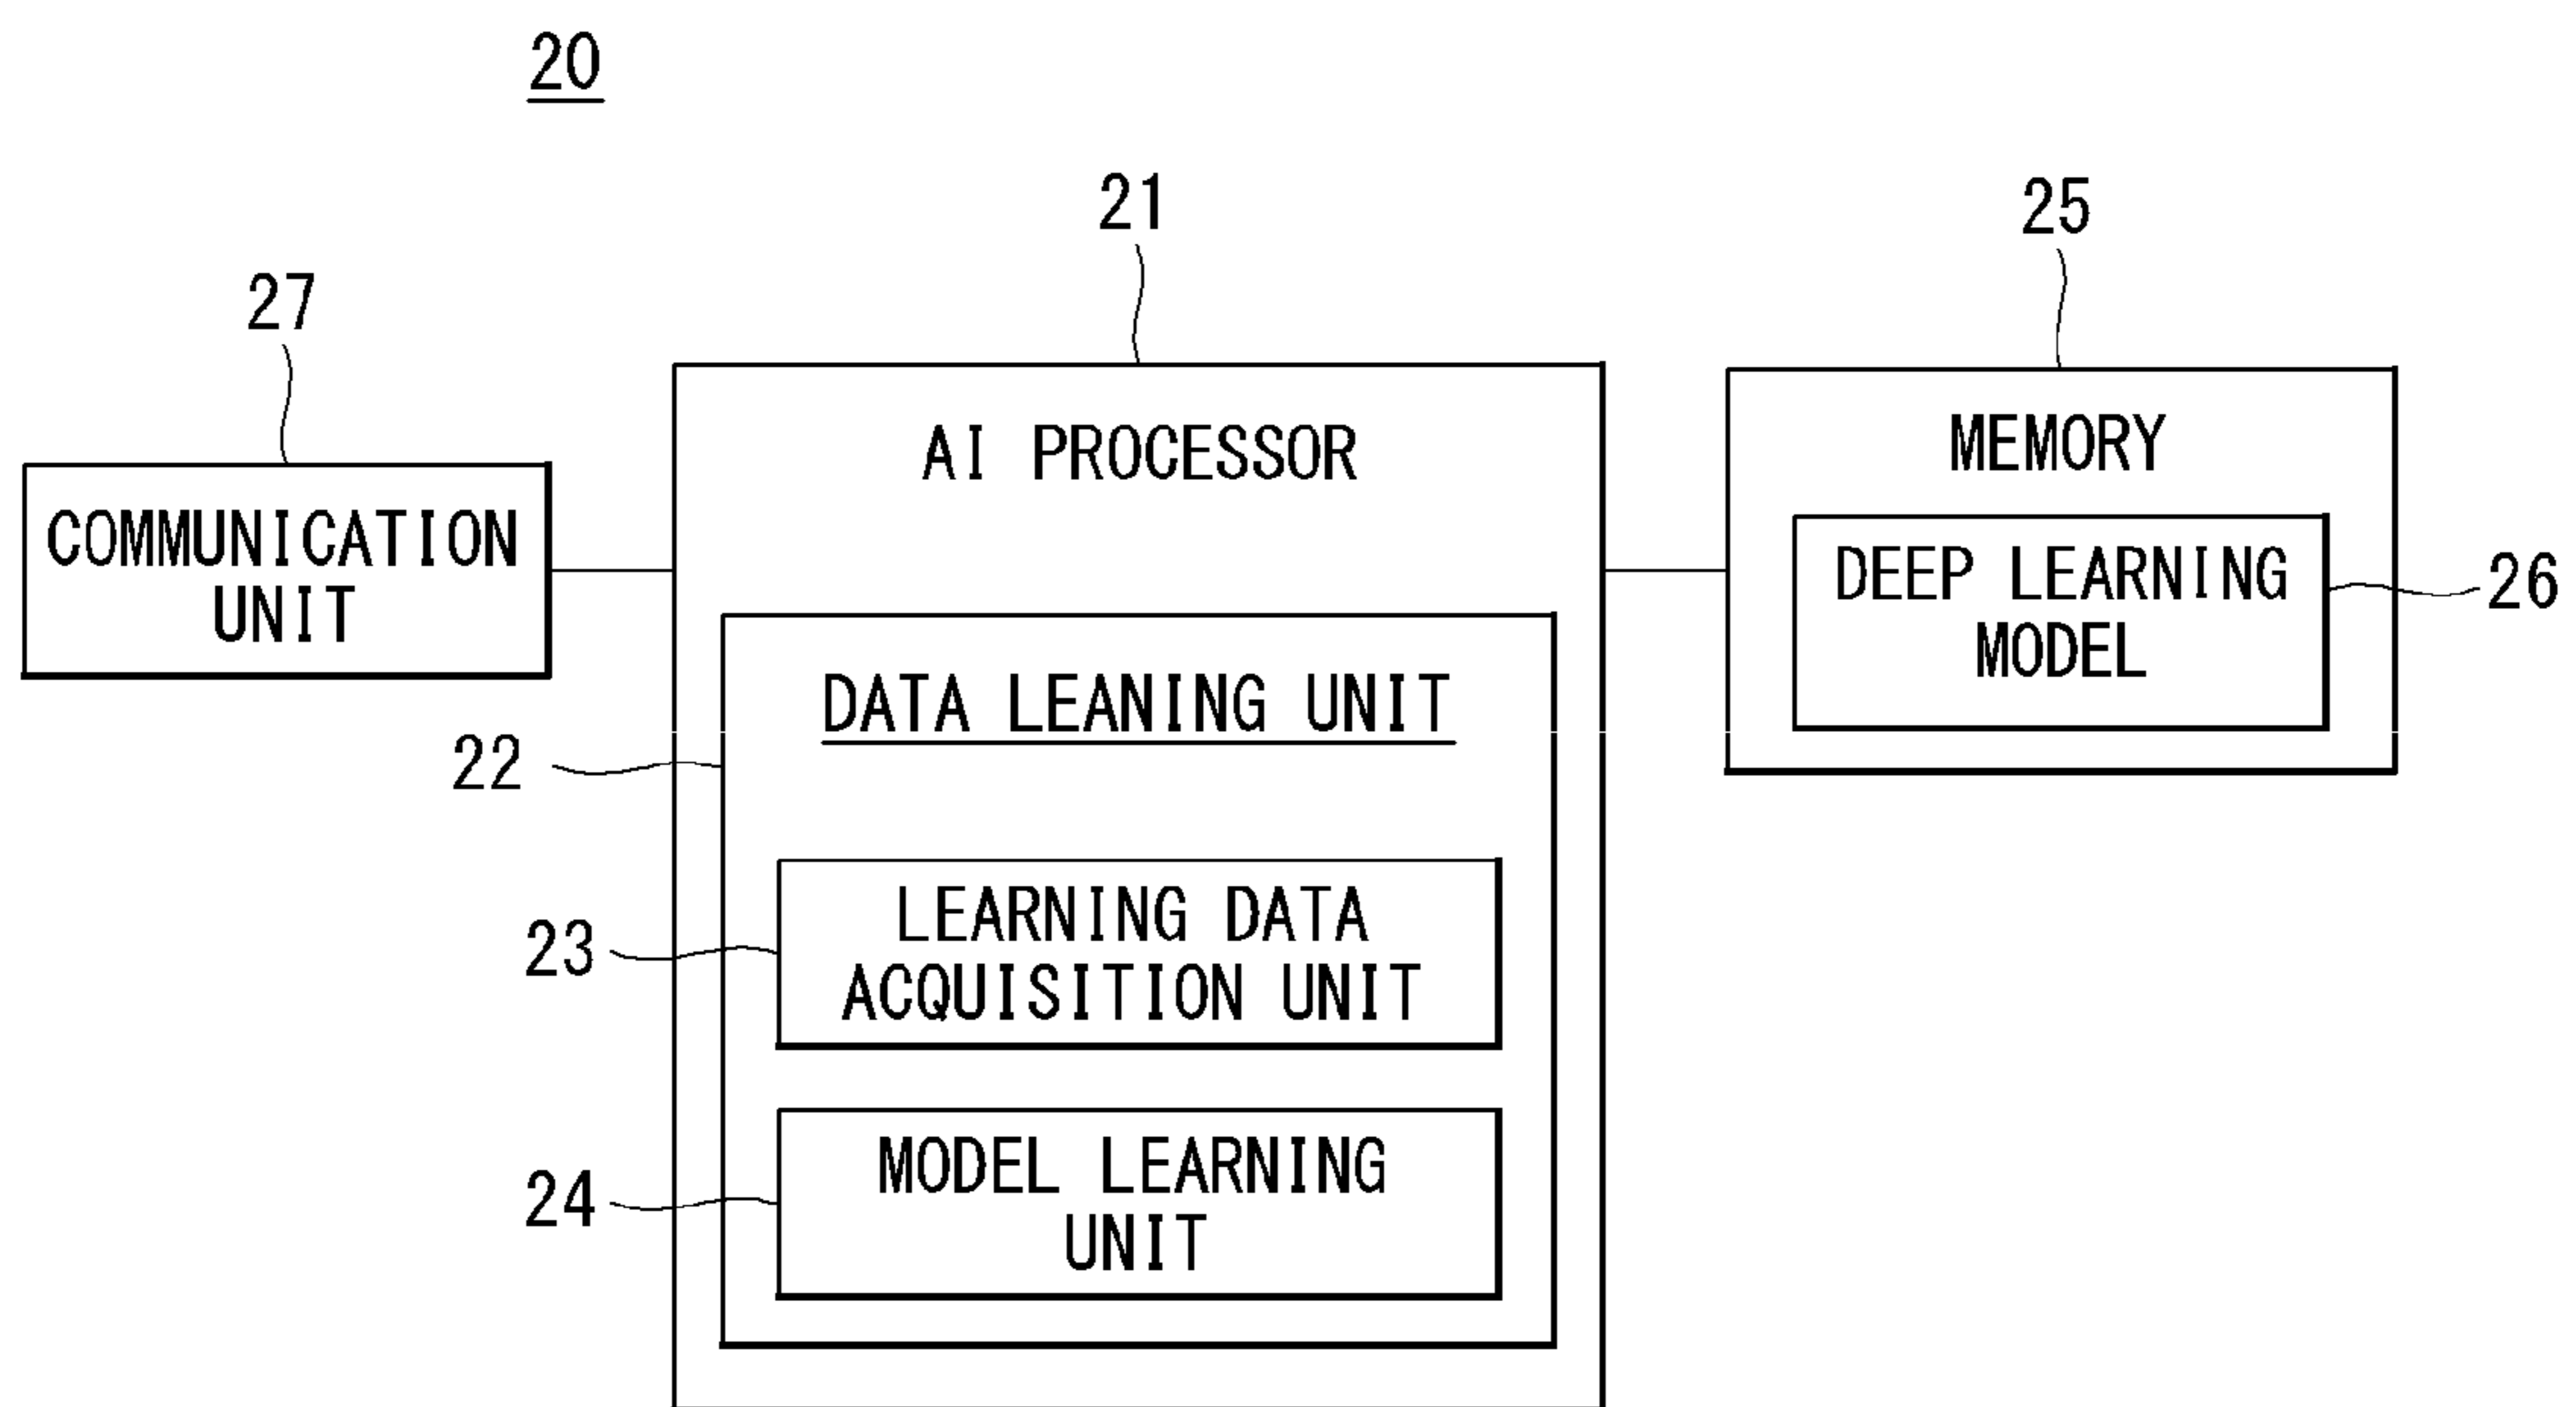 20
21
25
27
AI PROCESSOR
MEMORY
COMMUNICATION
UNIT
DEEP LEARNING
MODEL
26
DATA LEANING UNIT
22
LEARNING DATA
ACQUISITION UNIT
23
MODEL LEARNING
UNIT
24